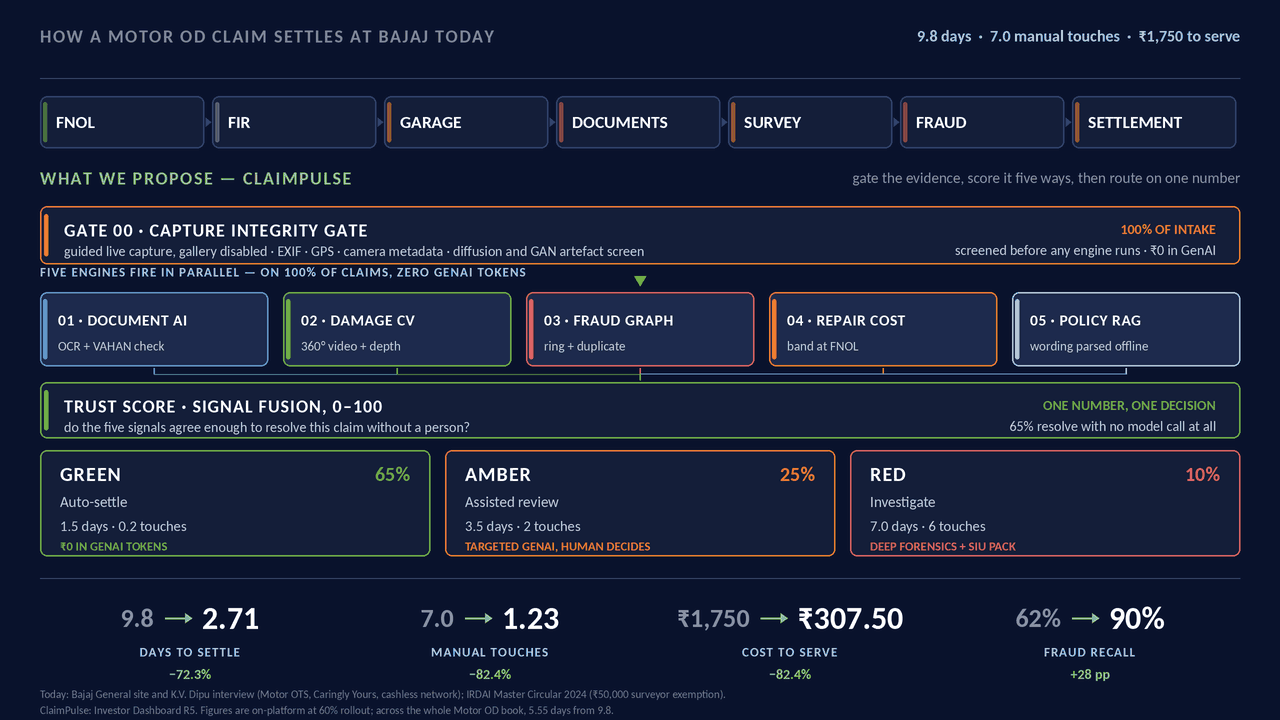 HOW A MOTOR OD CLAIM SETTLES AT BAJAJ TODAY
9.8 days · 7.0 manual touches · ₹1,750 to serve
FNOL
FIR
GARAGE
DOCUMENTS
SURVEY
FRAUD
SETTLEMENT
WHAT WE PROPOSE — CLAIMPULSE
gate the evidence, score it five ways, then route on one number
GATE 00 · CAPTURE INTEGRITY GATE
100% OF INTAKE
guided live capture, gallery disabled · EXIF · GPS · camera metadata · diffusion and GAN artefact screen
screened before any engine runs · ₹0 in GenAI
FIVE ENGINES FIRE IN PARALLEL — ON 100% OF CLAIMS, ZERO GENAI TOKENS
01 · DOCUMENT AI
OCR + VAHAN check
02 · DAMAGE CV
360° video + depth
03 · FRAUD GRAPH
ring + duplicate
04 · REPAIR COST
band at FNOL
05 · POLICY RAG
wording parsed offline
TRUST SCORE · SIGNAL FUSION, 0–100
ONE NUMBER, ONE DECISION
do the five signals agree enough to resolve this claim without a person?
65% resolve with no model call at all
GREEN
65%
Auto-settle
1.5 days · 0.2 touches
₹0 IN GENAI TOKENS
AMBER
25%
Assisted review
3.5 days · 2 touches
TARGETED GENAI, HUMAN DECIDES
RED
10%
Investigate
7.0 days · 6 touches
DEEP FORENSICS + SIU PACK
9.8 → 2.71
DAYS TO SETTLE
−72.3%
7.0 → 1.23
MANUAL TOUCHES
−82.4%
₹1,750 → ₹307.50
COST TO SERVE
−82.4%
62% → 90%
FRAUD RECALL
+28 pp
Today: Bajaj General site and K.V. Dipu interview (Motor OTS, Caringly Yours, cashless network); IRDAI Master Circular 2024 (₹50,000 surveyor exemption).
ClaimPulse: Investor Dashboard R5. Figures are on-platform at 60% rollout; across the whole Motor OD book, 5.55 days from 9.8.